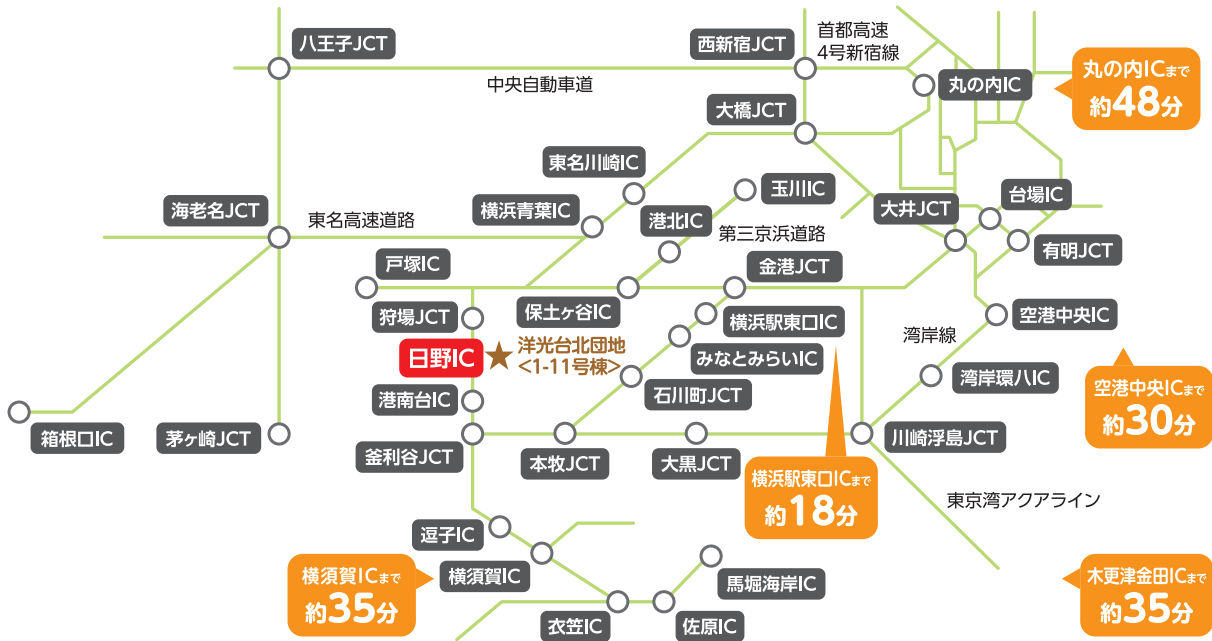 八王子JCT
西新宿JCT
首都高速
4号新宿線
中央自動車道
丸の内IC
丸の内ICまで
約48分
大橋JCT
東名川崎IC
玉川IC
台場IC
海老名JCT
東名高速道路
横浜青葉IC
港北IC
第三京浜道路
大井JCT
有明JCT
戸塚IC
金港JCT
狩場JCT
保土ヶ谷IC
横浜駅東口IC
空港中央IC
日野IC
★洋光台北団地
<1-11号棟>
みなとみらいIC
湾岸線
湾岸環八IC
港南台IC
石川町JCT
空港中央ICまで
約30分
箱根口IC
茅ヶ崎JCT
釜利谷JCT
本牧JCT
大黒JCT
川崎浮島JCT
横浜駅東口ICまで
約18分
東京湾アクアライン
逗子IC
横須賀IC
横須賀ICまで
約35分
馬堀海岸IC
衣笠IC
佐原IC
木更津金田ICまで
約35分